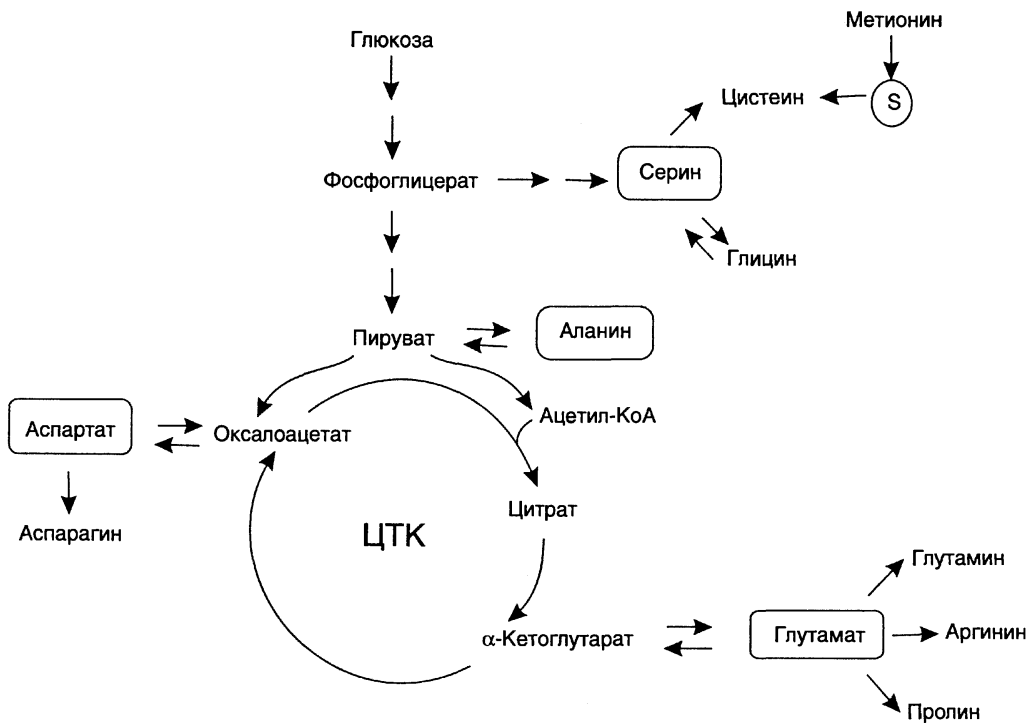 Метионин
Глюкоза
Цистеин
S
Фосфоглицерат
Серин
Глицин
Пируват
Аланин
Ацетил-КоА
Аспартат
Оксалоацетат
Цитрат
Аспарагин
ЦТК
Глутамин
α-Кетоглутарат
Глутамат
Аргинин
Пролин